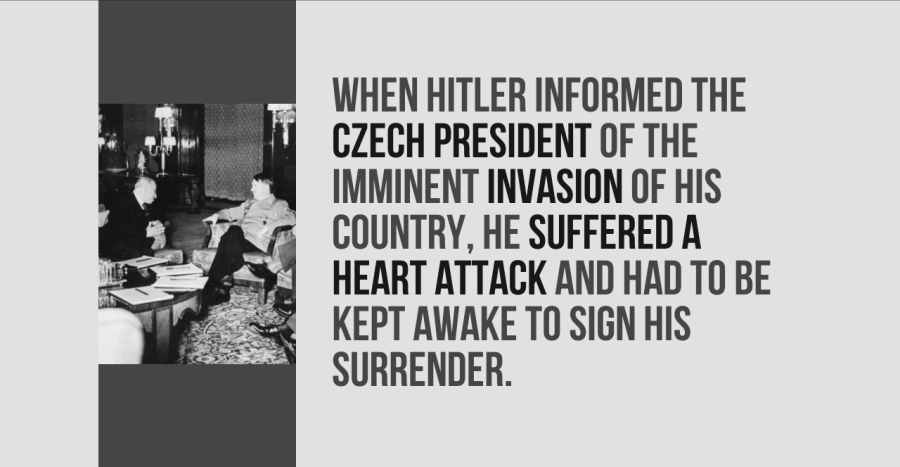 WHEN HITLER INFORMED THE
CZECH PRESIDENT OF THE
IMMINENT INVASION OF HIS
COUNTRY, HE SUFFERED A
HEART ATTACK AND HAD TO BE
KEPT AWAKE TO SIGN HIS
SURRENDER.